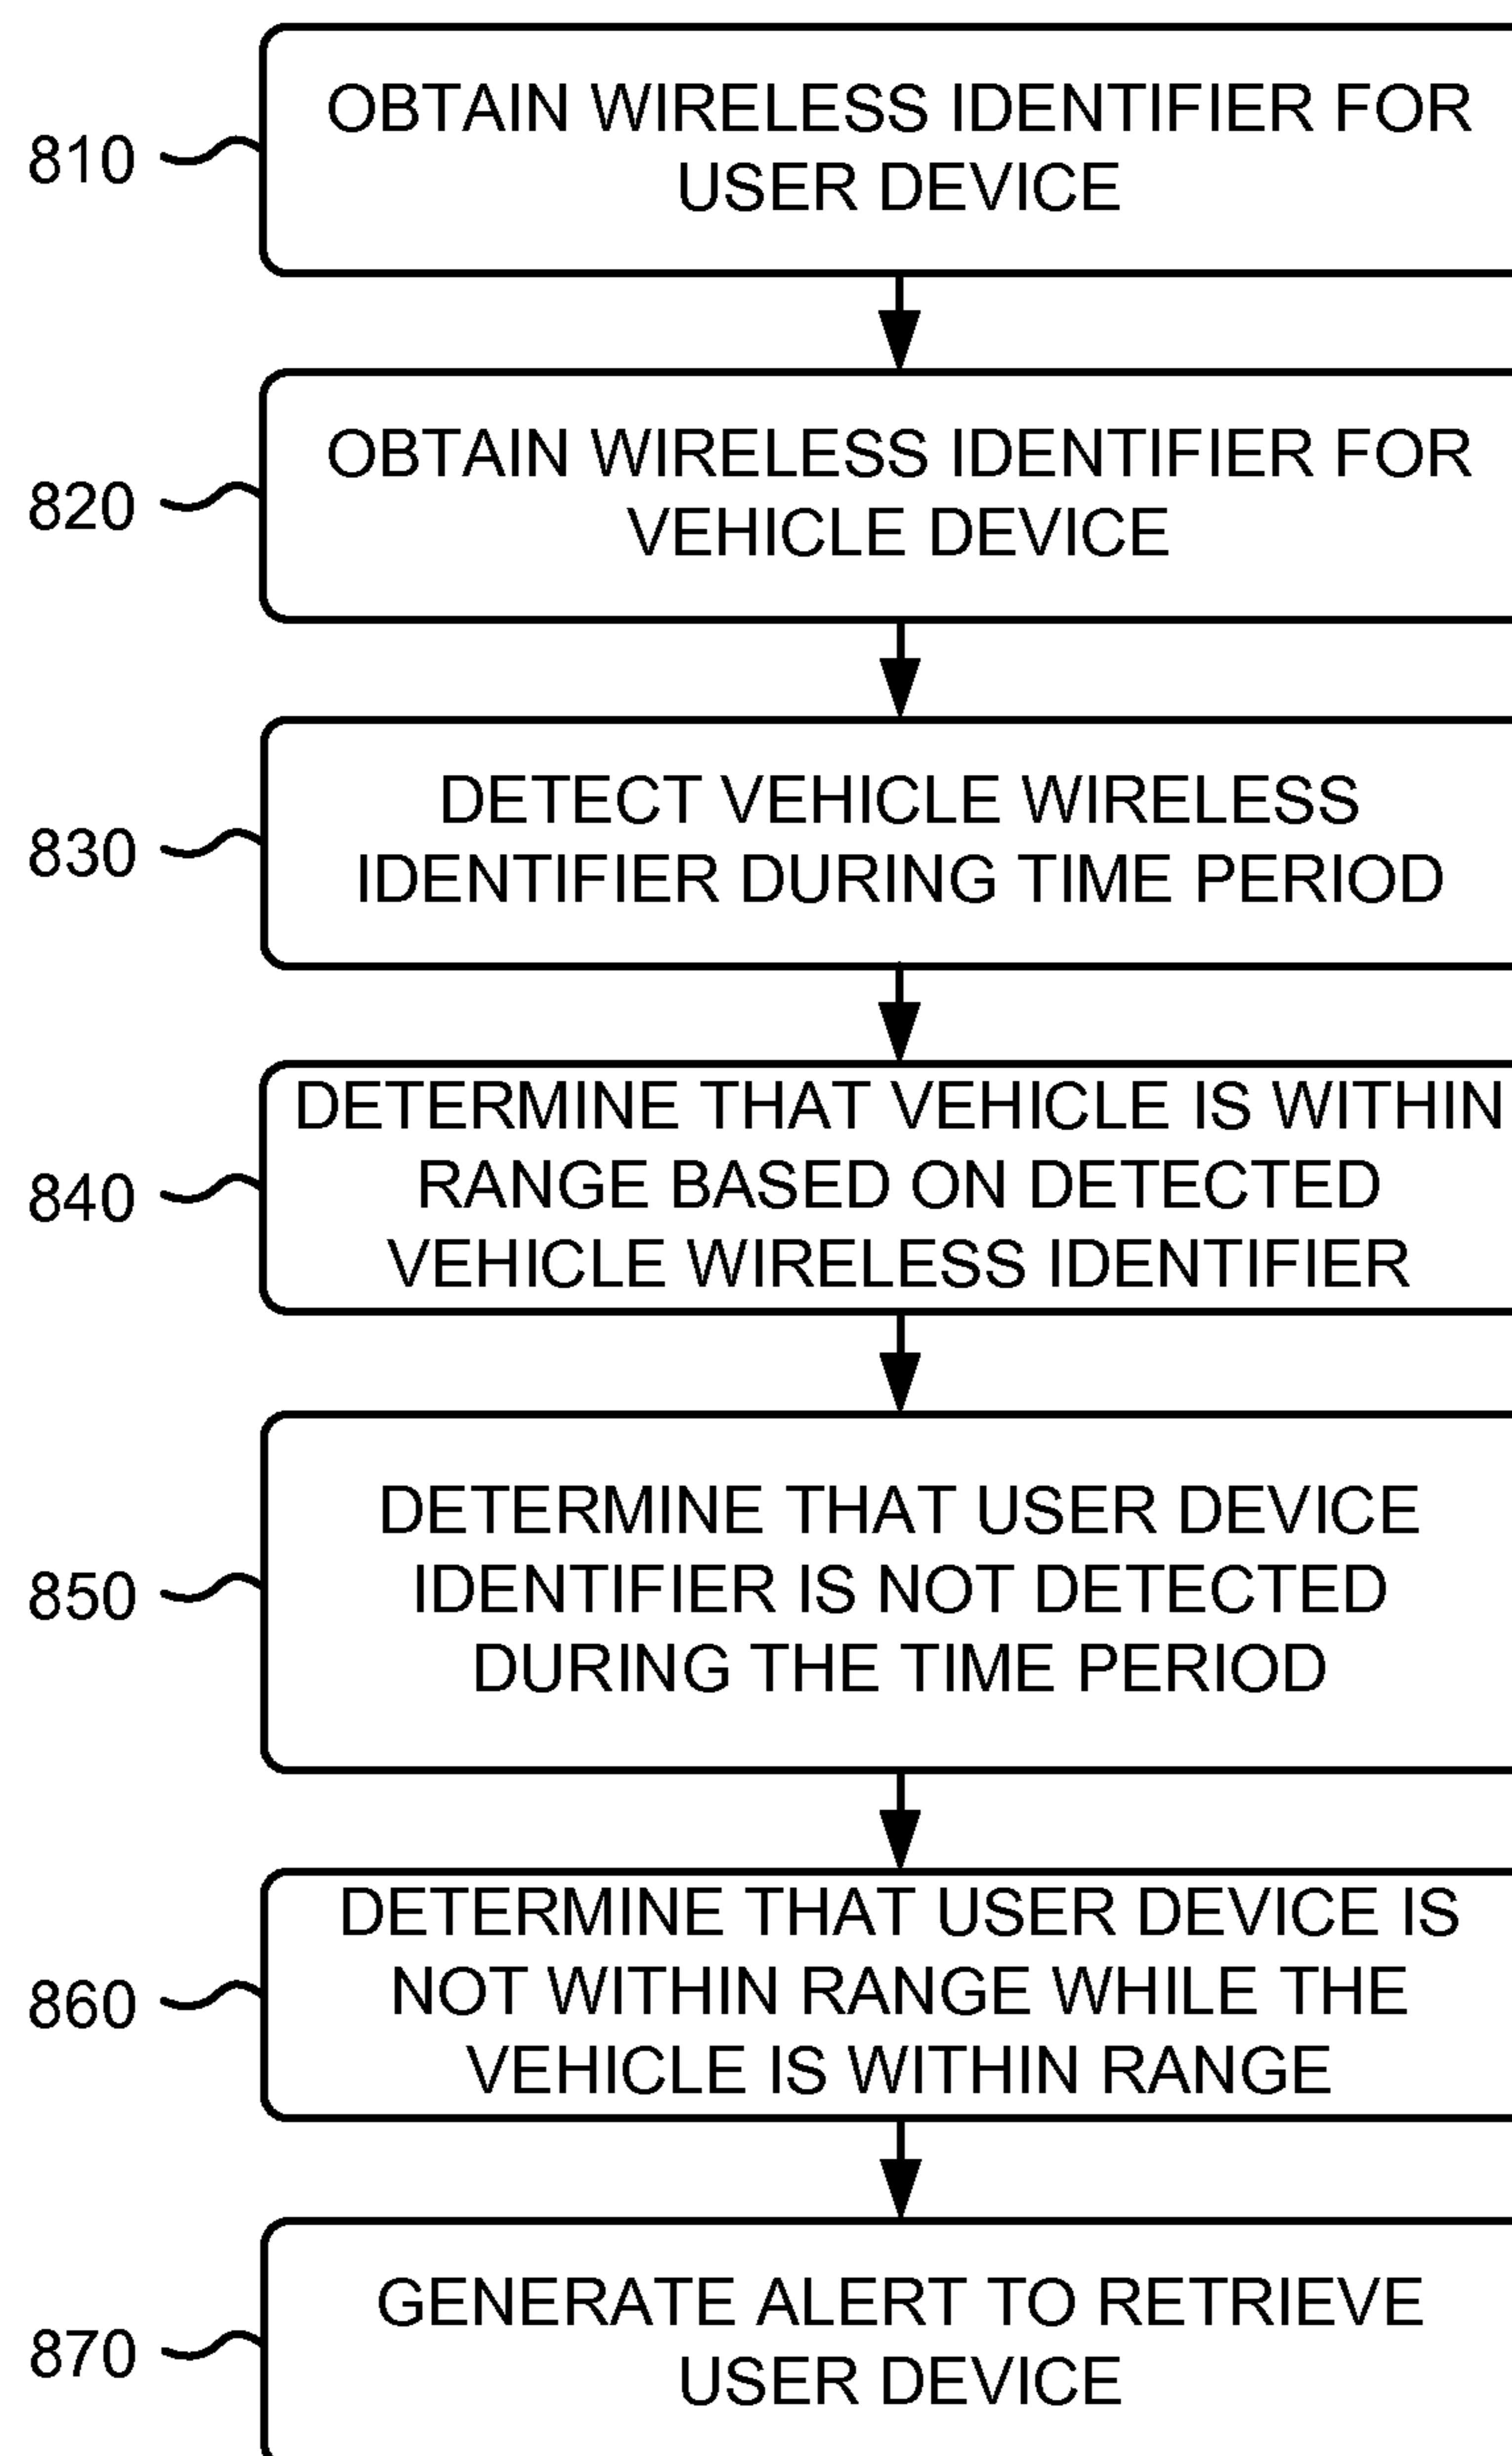 OBTAIN WIRELESS IDENTIFIER FOR
USER DEVICE
810
OBTAIN WIRELESS IDENTIFIER FOR
VEHICLE DEVICE
820
DETECT VEHICLE WIRELESS
IDENTIFIER DURING TIME PERIOD
830
DETERMINE THAT VEHICLE IS WITHIN
RANGE BASED ON DETECTED
VEHICLE WIRELESS IDENTIFIER
840
DETERMINE THAT USER DEVICE
IDENTIFIER IS NOT DETECTED
DURING THE TIME PERIOD
850
DETERMINE THAT USER DEVICE IS
NOT WITHIN RANGE WHILE THE
VEHICLE IS WITHIN RANGE
860
GENERATE ALERT TO RETRIEVE
USER DEVICE
870